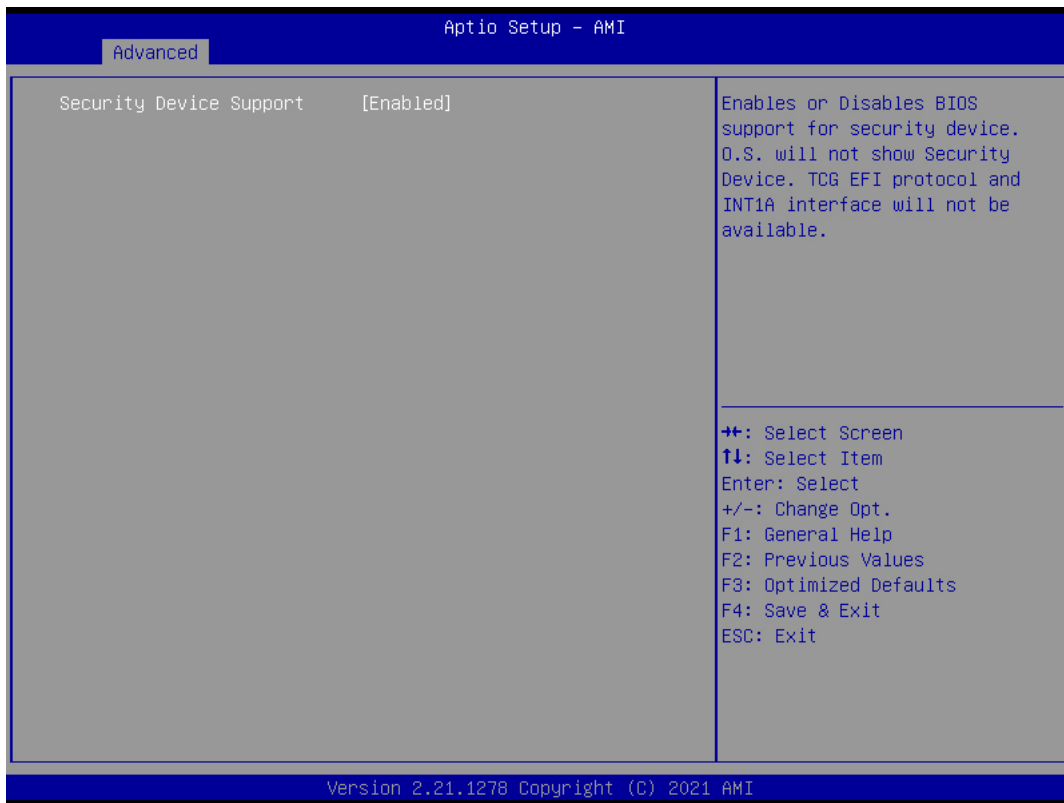 Aptio Setup – AMI
Advanced
Security Device Support [Enabled]
Enables or Disables BIOS
support for security device.
O.S. will not show Security
Device. TCG EFI protocol and
INT1A interface will not be
available.
→←: Select Screen
↑↓: Select Item
Enter: Select
+/-: Change Opt.
F1: General Help
F2: Previous Values
F3: Optimized Defaults
F4: Save & Exit
ESC: Exit
Version 2.21.1278 Copyright (C) 2021 AMI